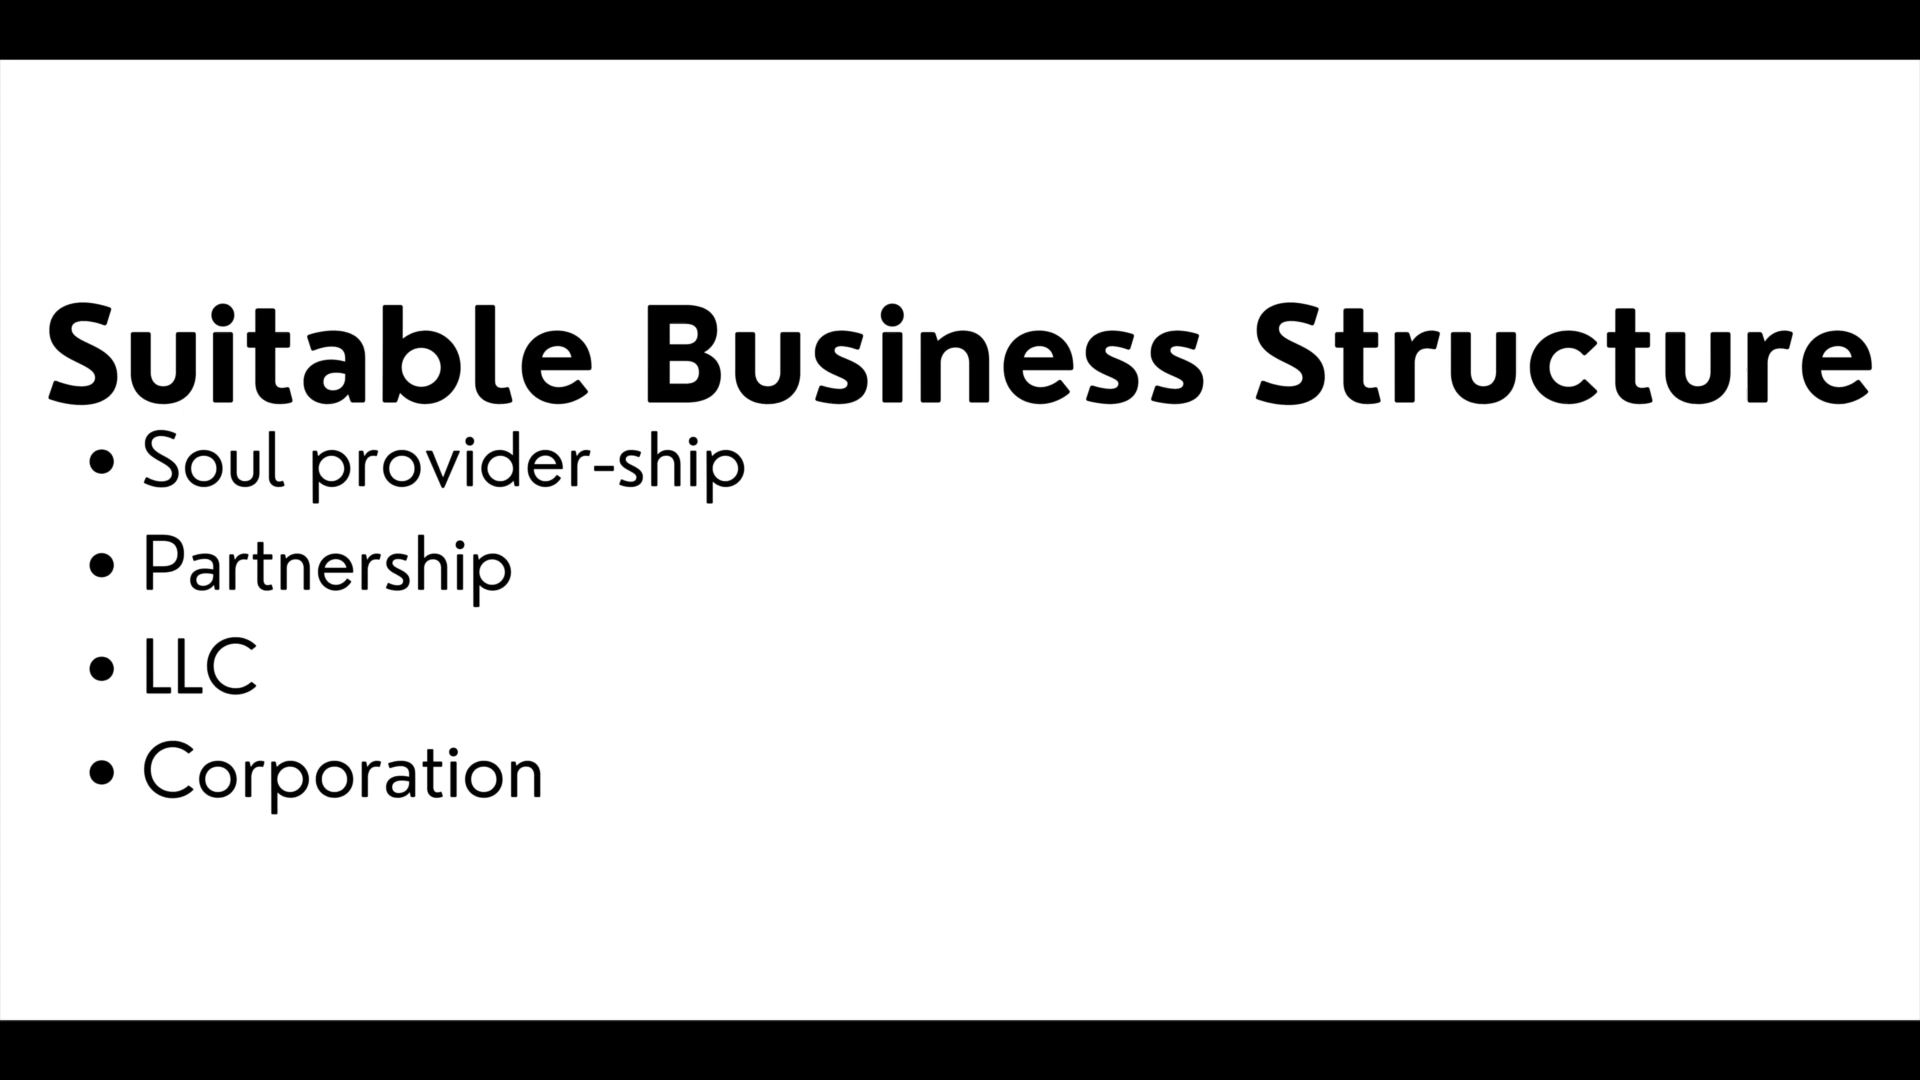 Suitable Business Structure
• Soul provider-ship
• Partnership
• LLC
• Corporation